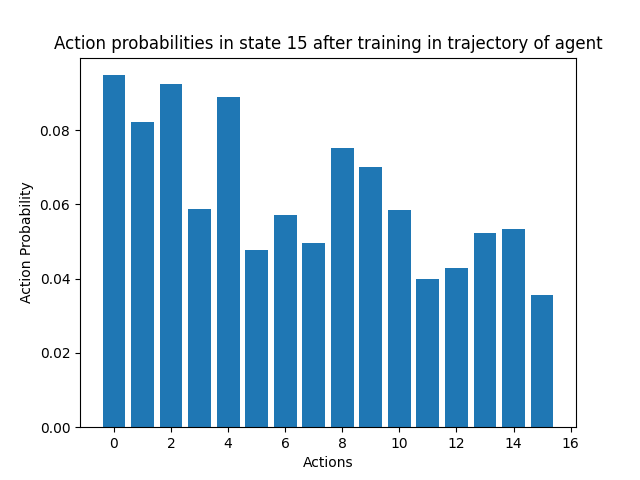 Action probabilities in state 15 after training in trajectory of agent
0.08
0.06
0.04
0.02
0.00
Action Probability
0 2 4 6 8 10 12 14 16
Actions